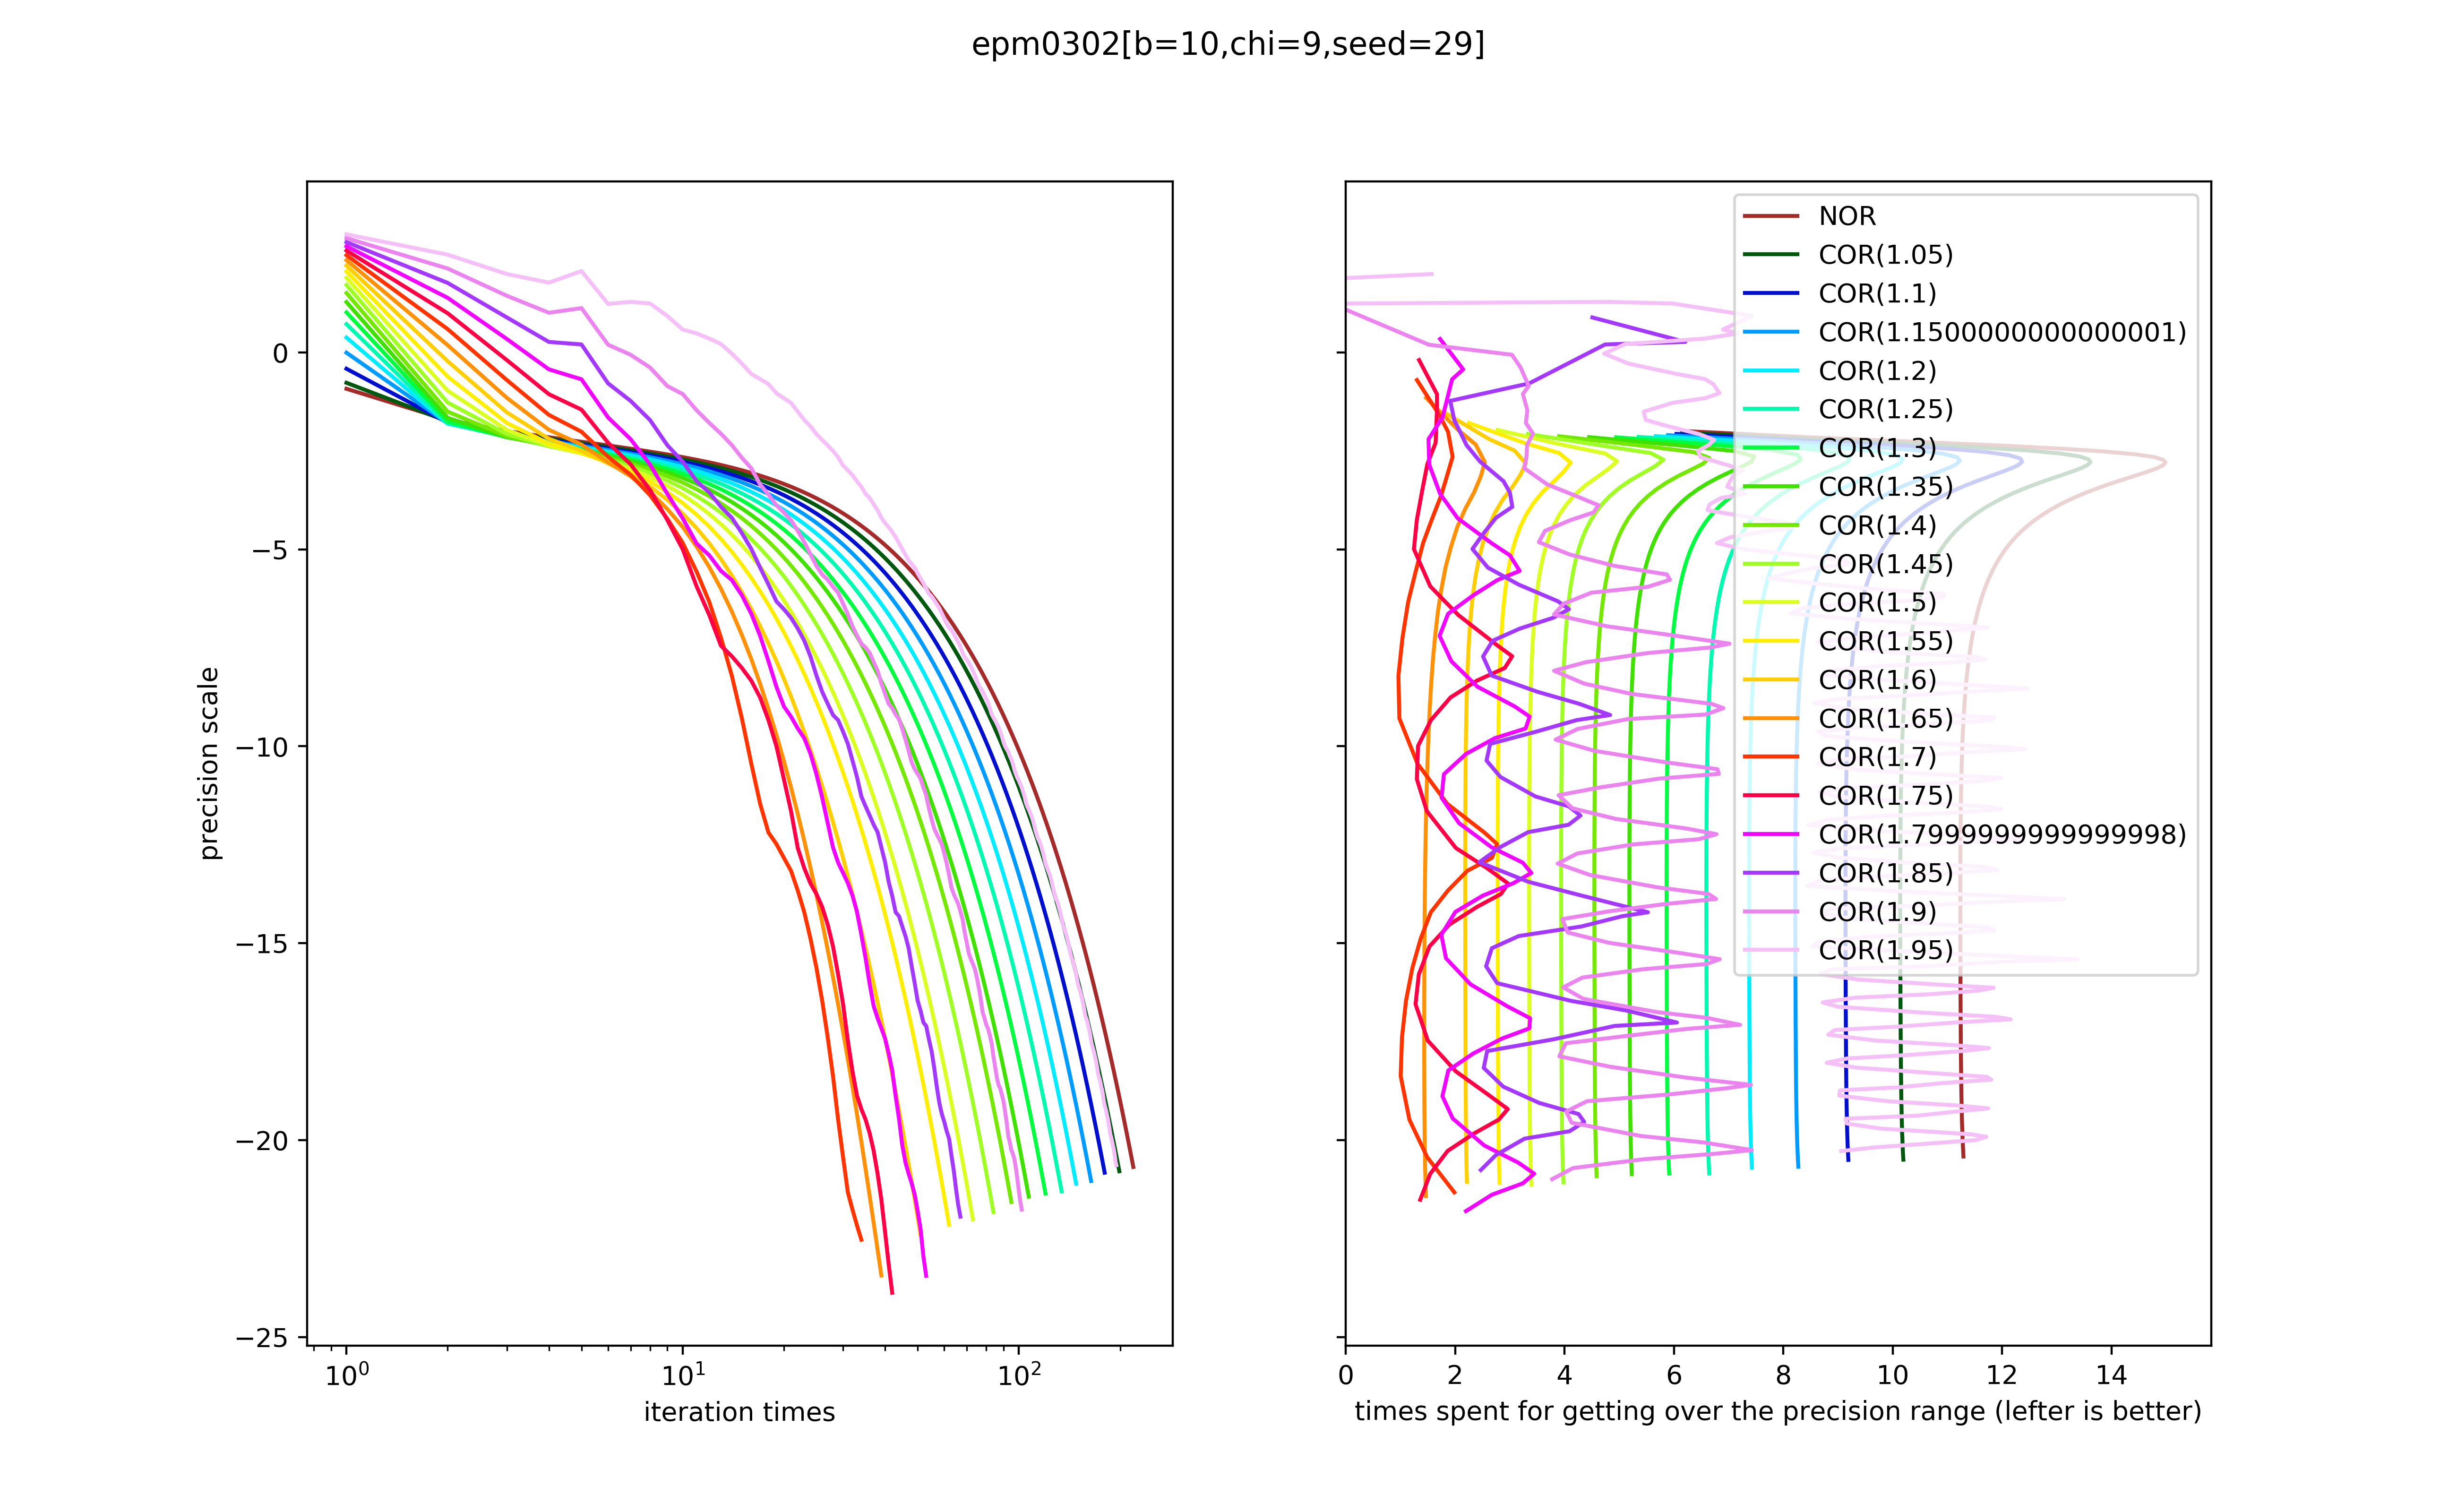 epm0302[b=10,chi=9,seed=29]
precision scale
0
−5
−10
−15
−20
−25
10⁰
10¹
10²
iteration times
NOR
COR(1.05)
COR(1.1)
COR(1.1500000000000001)
COR(1.2)
COR(1.25)
COR(1.3)
COR(1.35)
COR(1.4)
COR(1.45)
COR(1.5)
COR(1.55)
COR(1.6)
COR(1.65)
COR(1.7)
COR(1.75)
COR(1.7999999999999998)
COR(1.85)
COR(1.9)
COR(1.95)
0 2 4 6 8 10 12 14
times spent for getting over the precision range (lefter is better)